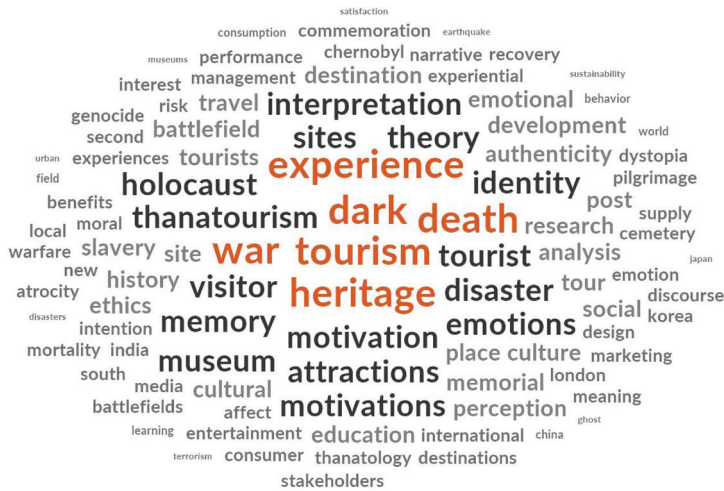 satisfaction
consumption commemoration earthquake
museums performance chernobyl narrative recovery
interest management destination experiential sustainability
risk travel interpretation emotional behavior
genocide second battlefield sites theory development world
urban experiences tourists experience authenticity dystopia
field holocaust identity pilgrimage
benefits moral thanatourism dark death post supply
local research cemetery
warfare slavery site war tourism tourist analysis japan
new history visitor heritage disaster tour emotion
atrocity discourse
disasters ethics memory emotions social korea
intention motivation design
mortality india museum attractions place culture marketing
south media cultural memorial london
battlefields affect motivations perception meaning
ghost
learning entertainment education international china
terrorism consumer thanatology destinations
stakeholders